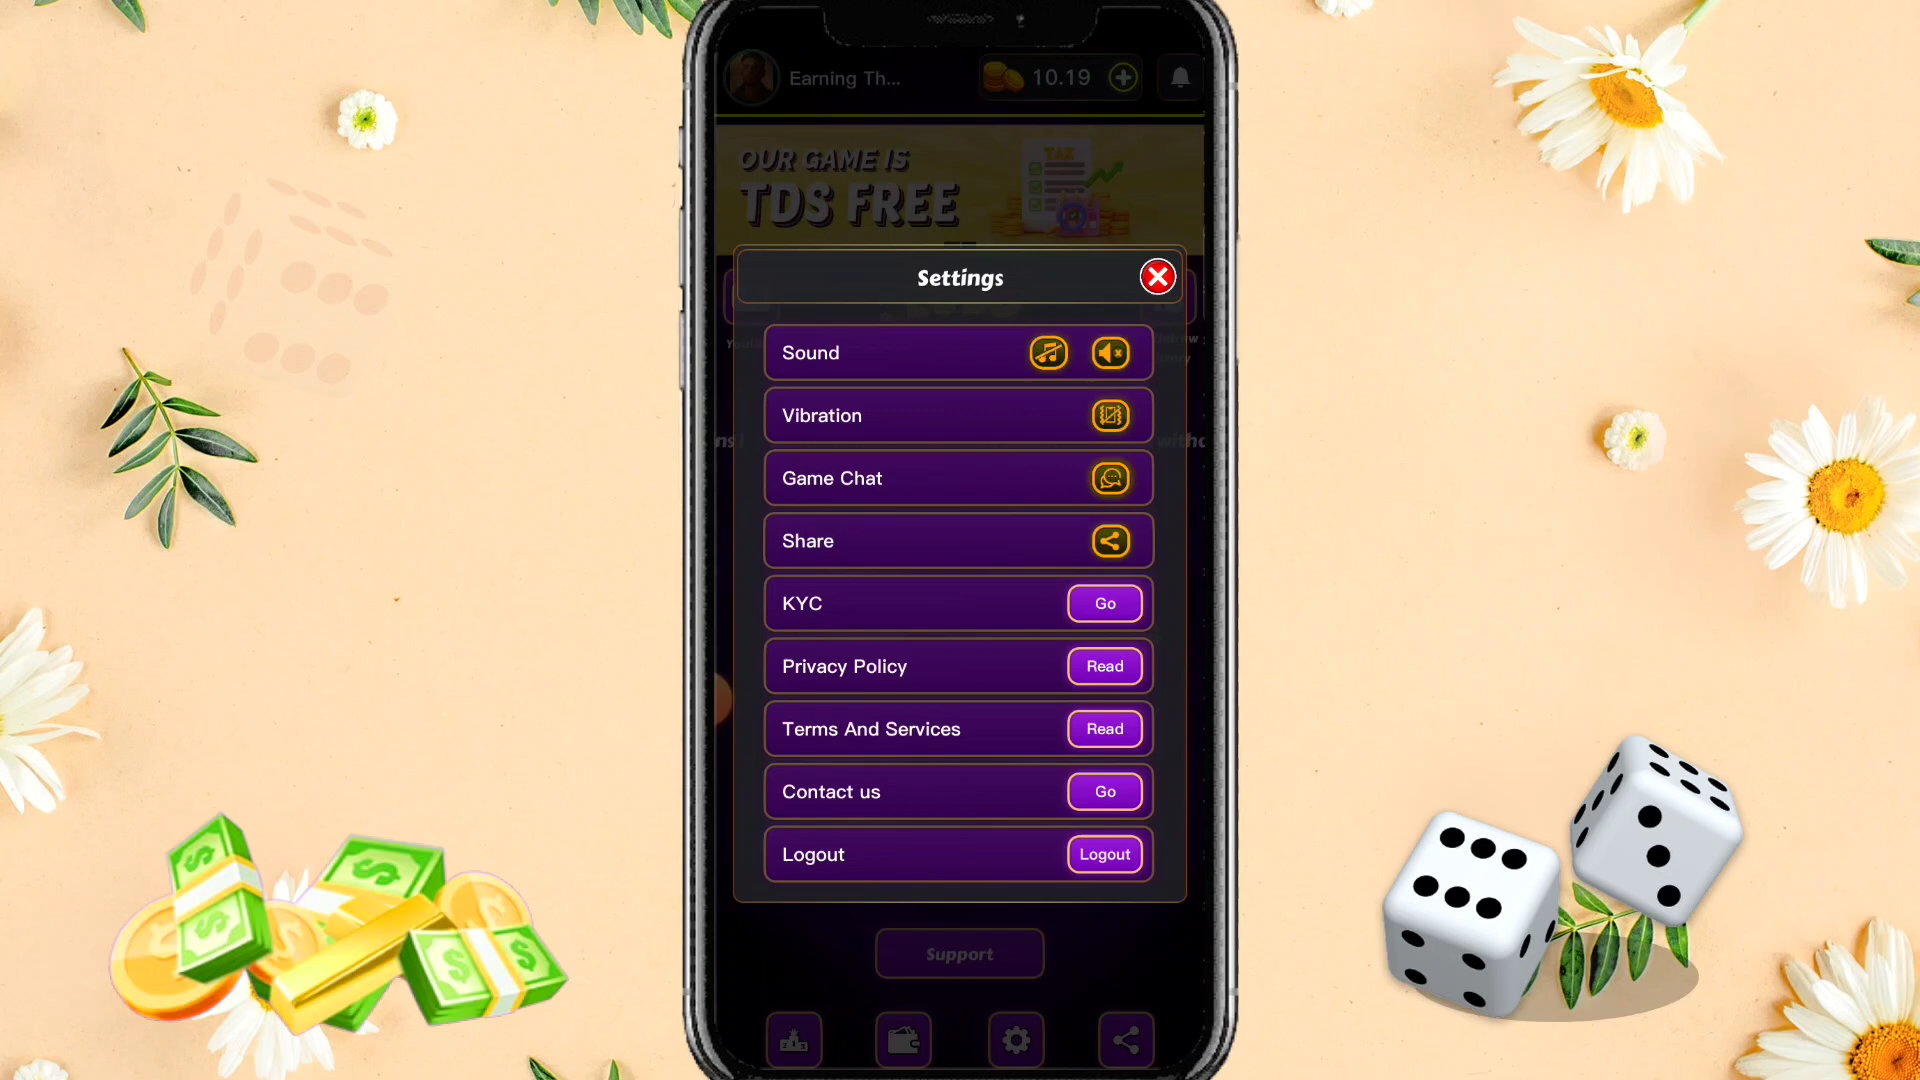 Earning Th...
10.19
OUR GAME IS
TDS FREE
TAX
Settings
Sound
Vibration
Game Chat
Share
KYC
Go
Privacy Policy
Read
Terms And Services
Read
Contact us
Go
Logout
Logout
Support